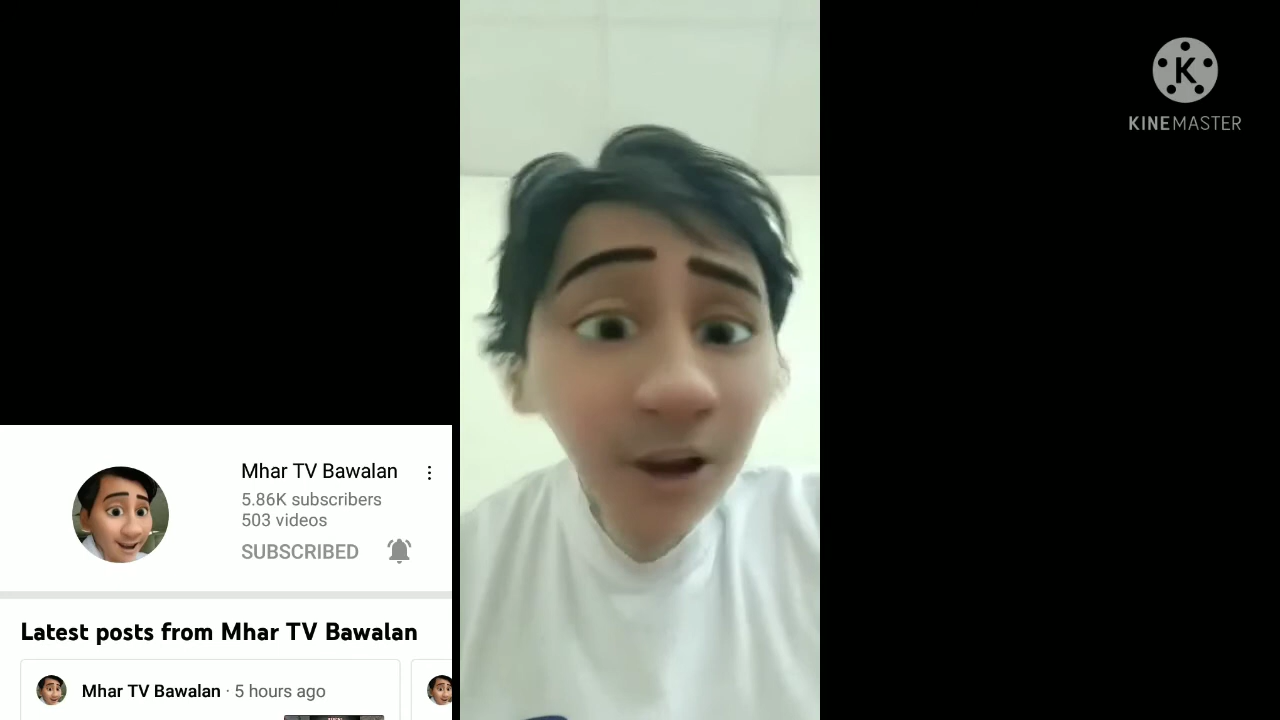 K
KINEMASTER
Mhar TV Bawalan
5.86K subscribers
503 videos
SUBSCRIBED
Latest posts from Mhar TV Bawalan
Mhar TV Bawalan · 5 hours ago